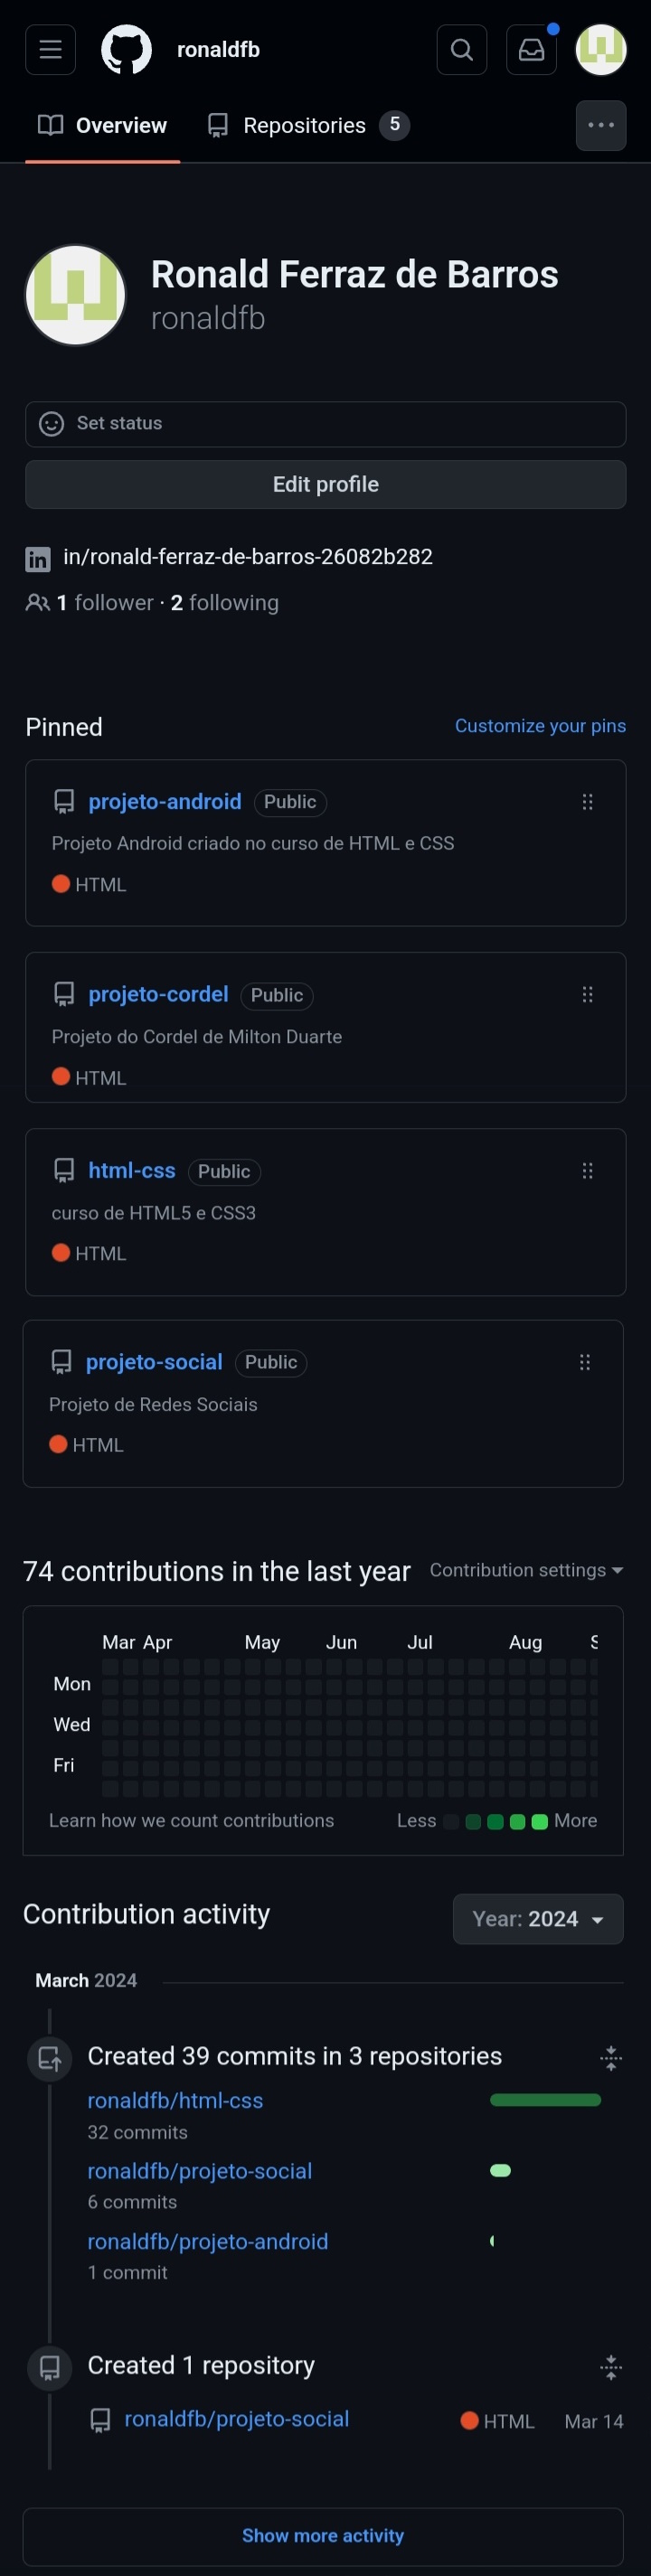 ronaldfb
Overview Repositories 5
Ronald Ferraz de Barros
ronaldfb
Set status
Edit profile
in/ronald-ferraz-de-barros-26082b282
1 follower · 2 following
Pinned Customize your pins
projeto-android Public
Projeto Android criado no curso de HTML e CSS
HTML
projeto-cordel Public
Projeto do Cordel de Milton Duarte
HTML
html-css Public
curso de HTML5 e CSS3
HTML
projeto-social Public
Projeto de Redes Sociais
HTML
74 contributions in the last year Contribution settings
Mar Apr May Jun Jul Aug
Mon
Wed
Fri
Learn how we count contributions Less More
Contribution activity Year: 2024
March 2024
Created 39 commits in 3 repositories
ronaldfb/html-css
32 commits
ronaldfb/projeto-social
6 commits
ronaldfb/projeto-android
1 commit
Created 1 repository
ronaldfb/projeto-social HTML Mar 14
Show more activity